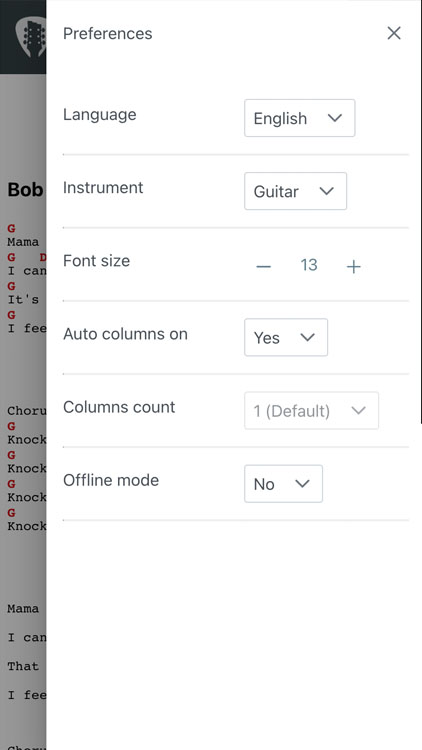 Preferences
Language
English
Instrument
Guitar
Font size
13
Auto columns on
Yes
Columns count
1 (Default)
Offline mode
No
Bob
G
Mama
G D
I can
G
It's
G
I fee
Choru
G
Knock
G
Knock
G
Knock
G
Knock
Mama
I can
That
I fee